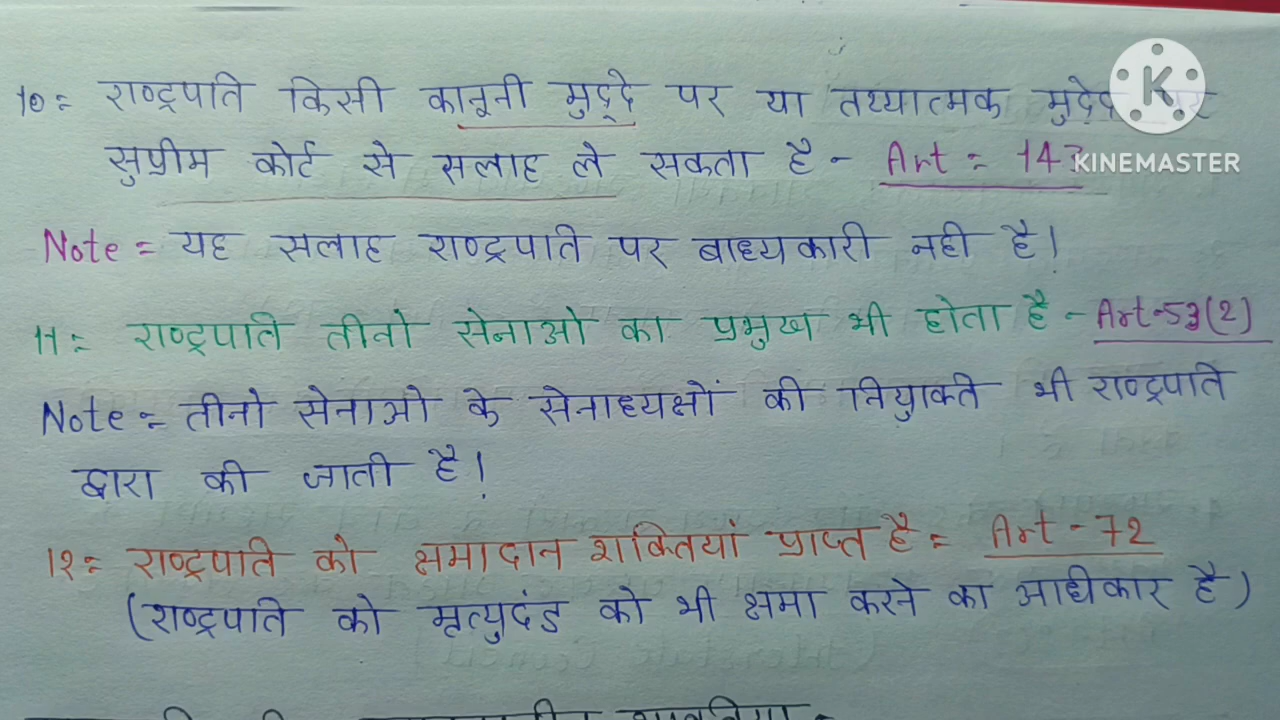 10= राष्ट्रपति किसी कानूनी मुद्दे पर या तथ्यात्मक मुद्दे
सुप्रीम कोर्ट से सलाह ले सकता है - Art = 143
K
KINEMASTER
Note = यह सलाह राष्ट्रपति पर बाध्यकारी नही है।
11= राष्ट्रपति तीनो सेनाओ का प्रमुख भी होता है - Art-53(2)
Note = तीनो सेनाओ के सेनाध्यक्षों की नियुक्ति भी राष्ट्रपति
द्वारा की जाती है।
12= राष्ट्रपति को क्षमादान शक्तियां प्राप्त है = Art - 72
(राष्ट्रपति को मृत्युदंड को भी क्षमा करने का अधिकार है)